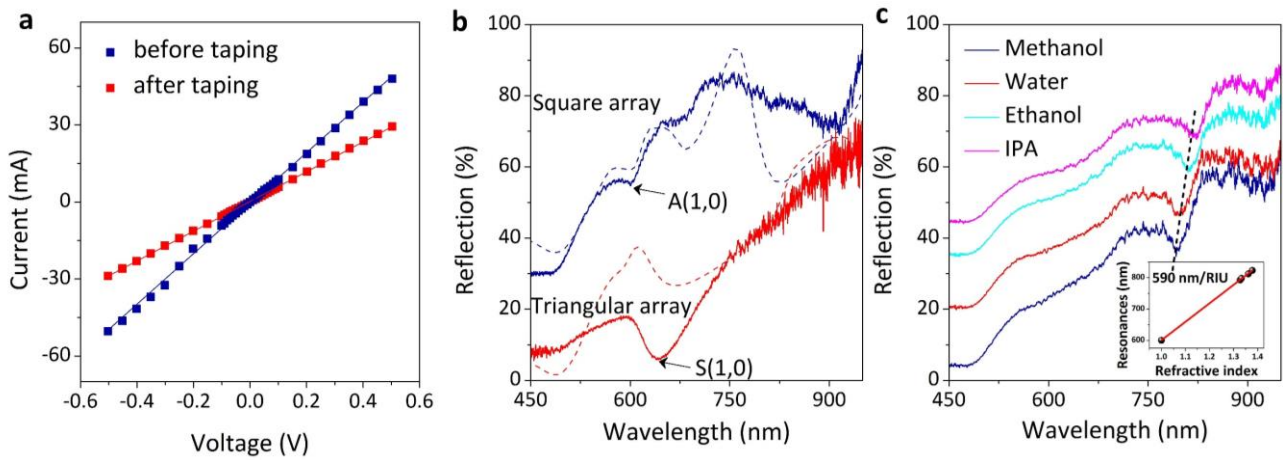 a
before taping
after taping
Current (mA)
60
30
0
-30
-60
-0.6
-0.4
-0.2
0.0
0.2
0.4
0.6
Voltage (V)
b
Reflection (%)
100
80
60
40
20
0
Square array
A(1,0)
Triangular array
S(1,0)
450
600
750
900
Wavelength (nm)
c
Methanol
Water
Ethanol
IPA
Reflection (%)
100
80
60
40
20
0
450
600
750
900
Wavelength (nm)
590 nm/RIU
Resonances (nm)
800
700
600
1.0
1.1
1.2
1.3
1.4
Refractive index